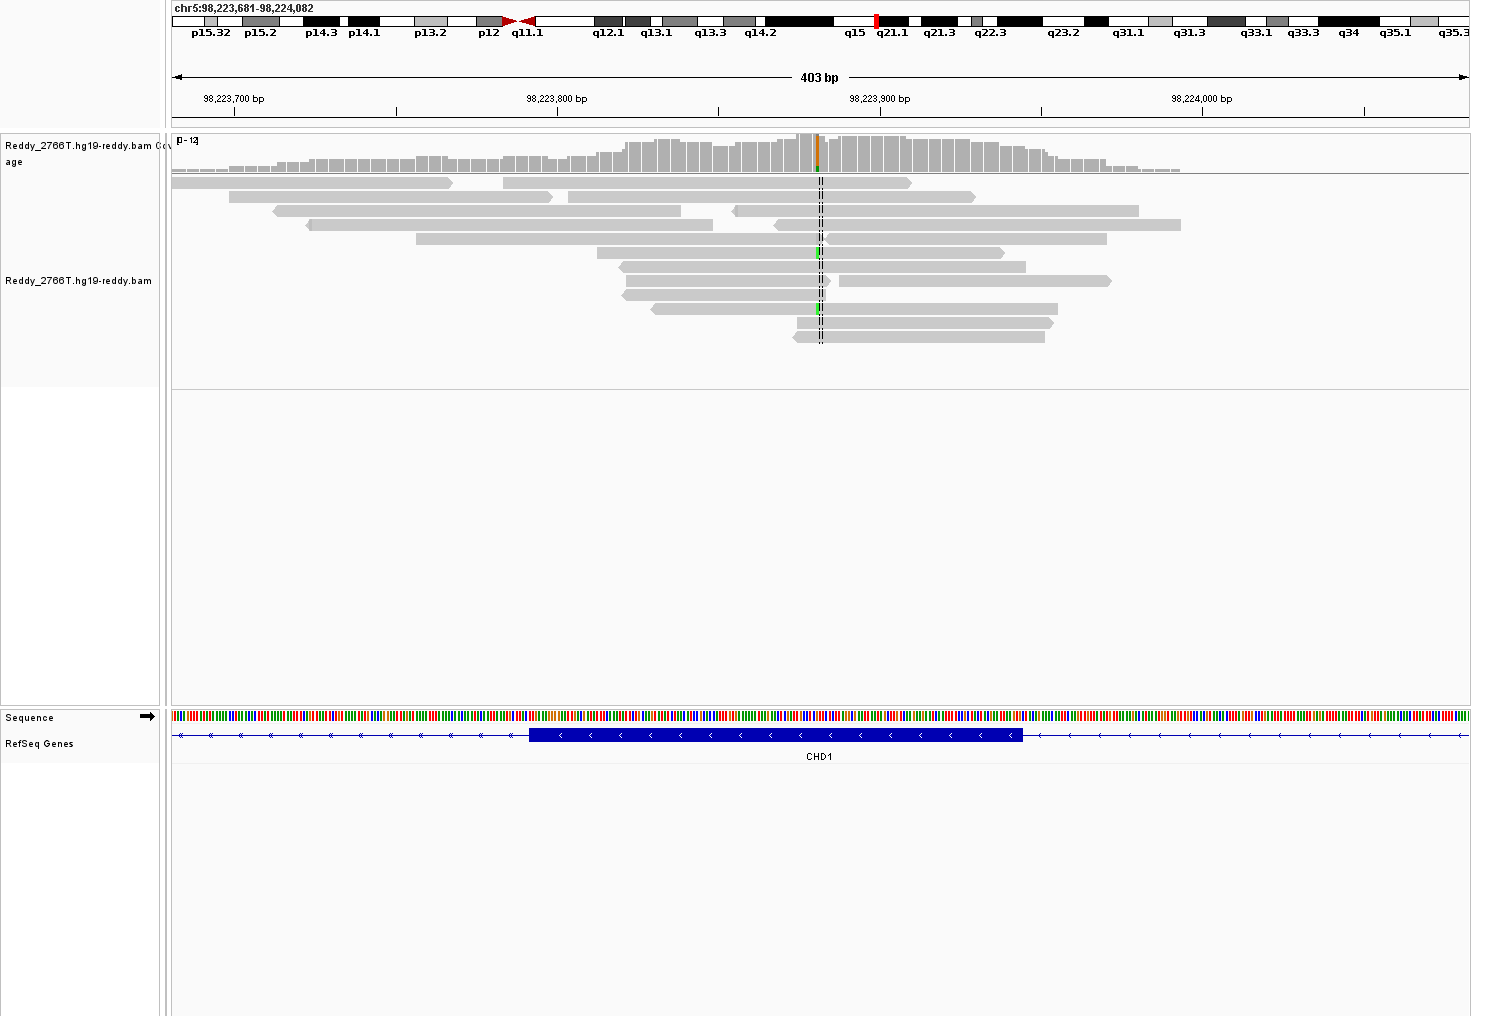 chr5:98,223,681-98,224,082
p15.32 p15.2 p14.3 p14.1 p13.2 p12 q11.1 q12.1 q13.1 q13.3 q14.2 q15 q21.1 q21.3 q22.3 q23.2 q31.1 q31.3 q33.1 q33.3 q34 q35.1 q35.3
403 bp
98,223,700 bp 98,223,800 bp 98,223,900 bp 98,224,000 bp
Reddy_2766T.hg19-reddy.bam Cov
age
[0 - 12]
Reddy_2766T.hg19-reddy.bam
Sequence
RefSeq Genes
CHD1